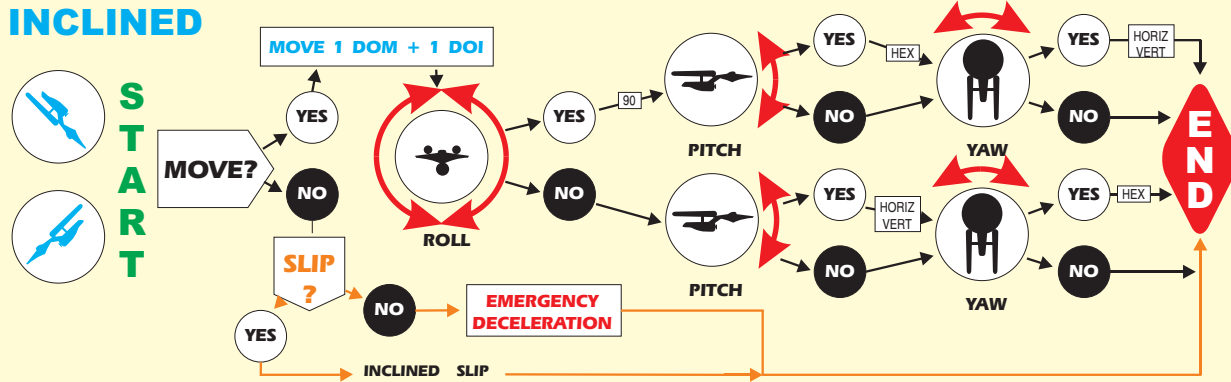 INCLINED
START
MOVE?
YES
MOVE 1 DOM + 1 DOI
NO
ROLL
YES
90
NO
PITCH
YES
HEX
NO
YAW
YES
HORIZ
VERT
NO
PITCH
YES
HORIZ
VERT
NO
YAW
YES
HEX
NO
END
SLIP
?
NO
EMERGENCY
DECELERATION
YES
INCLINED SLIP